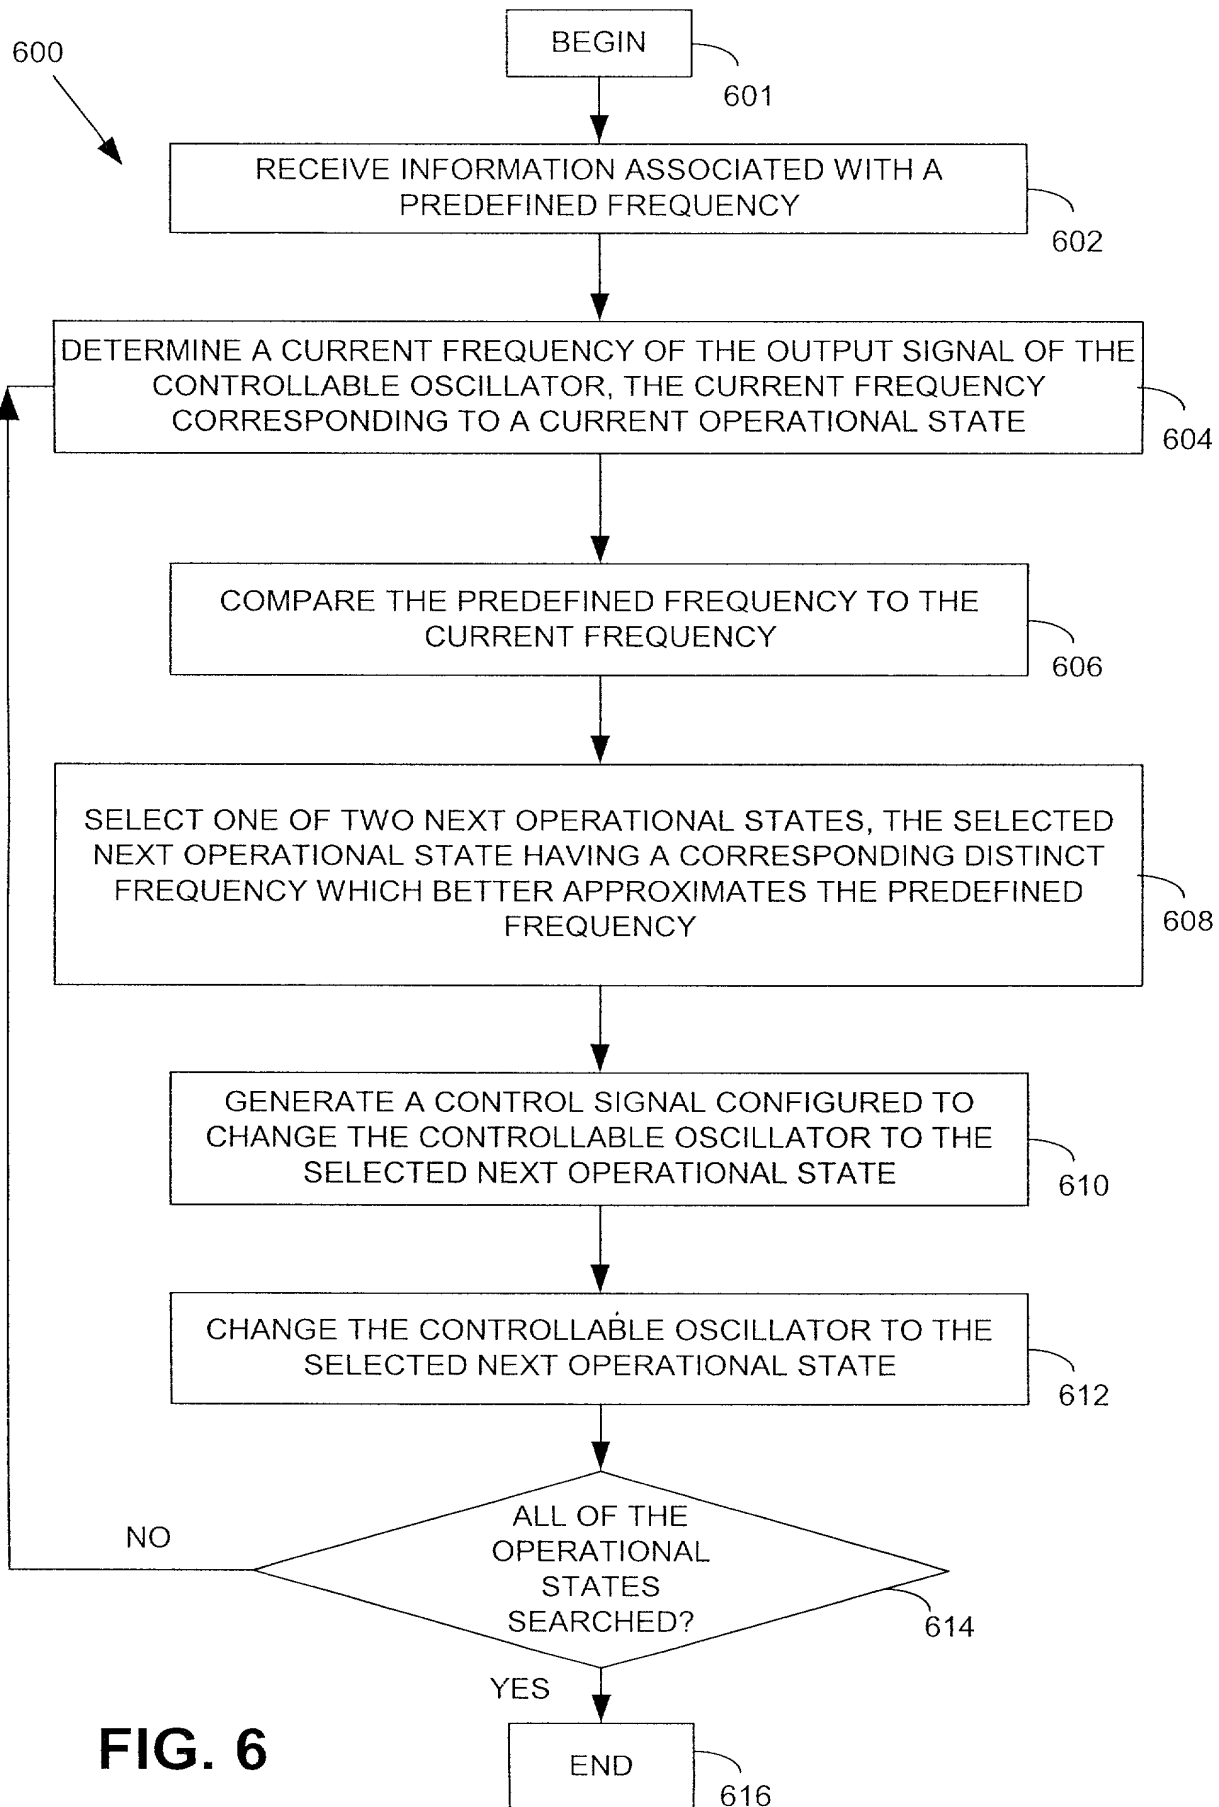 BEGIN
600
601
RECEIVE INFORMATION ASSOCIATED WITH A
PREDEFINED FREQUENCY
602
DETERMINE A CURRENT FREQUENCY OF THE OUTPUT SIGNAL OF THE
CONTROLLABLE OSCILLATOR, THE CURRENT FREQUENCY
CORRESPONDING TO A CURRENT OPERATIONAL STATE
604
COMPARE THE PREDEFINED FREQUENCY TO THE
CURRENT FREQUENCY
606
SELECT ONE OF TWO NEXT OPERATIONAL STATES, THE SELECTED
NEXT OPERATIONAL STATE HAVING A CORRESPONDING DISTINCT
FREQUENCY WHICH BETTER APPROXIMATES THE PREDEFINED
FREQUENCY
608
GENERATE A CONTROL SIGNAL CONFIGURED TO
CHANGE THE CONTROLLABLE OSCILLATOR TO THE
SELECTED NEXT OPERATIONAL STATE
610
CHANGE THE CONTROLLABLE OSCILLATOR TO THE
SELECTED NEXT OPERATIONAL STATE
612
ALL OF THE
OPERATIONAL
STATES
SEARCHED?
NO
614
YES
END
616
FIG. 6